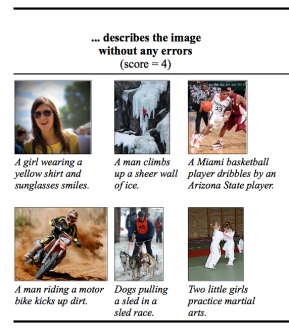 ... describes the image
without any errors
(score = 4)
A girl wearing a
yellow shirt and
sunglasses smiles.
A man climbs
up a sheer wall
of ice.
A Miami basketball
player dribbles by an
Arizona State player.
A man riding a motor
bike kicks up dirt.
Dogs pulling
a sled in a
sled race.
Two little girls
practice martial
arts.